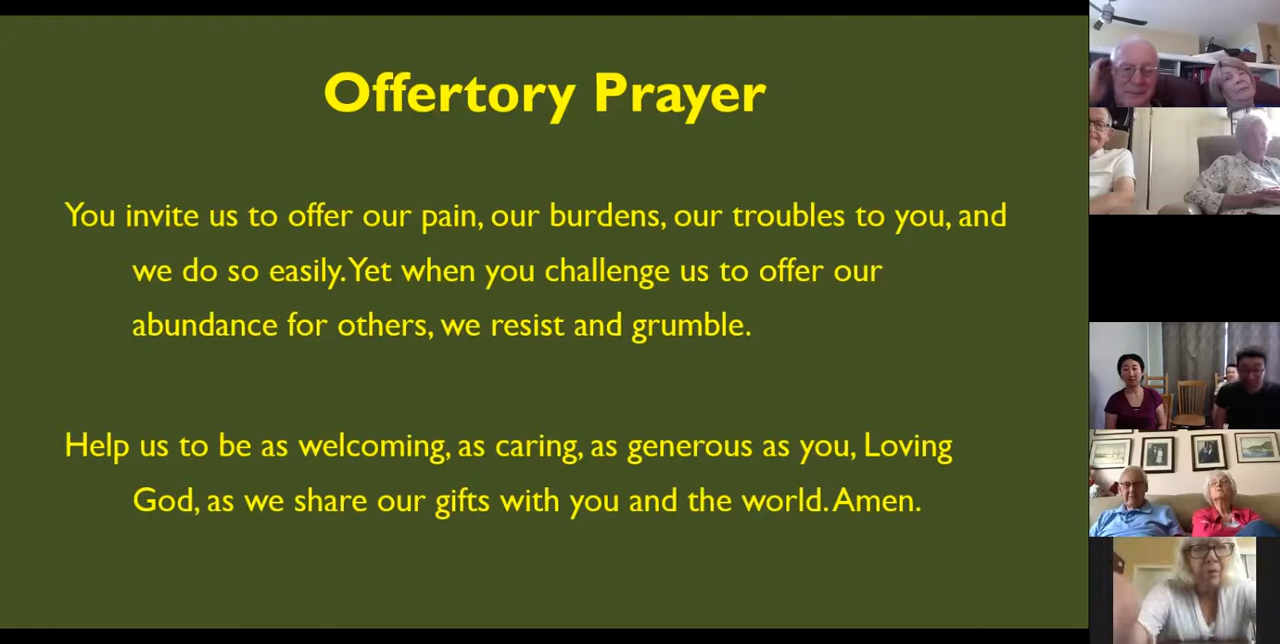 Offertory Prayer
You invite us to offer our pain, our burdens, our troubles to you, and
we do so easily. Yet when you challenge us to offer our
abundance for others, we resist and grumble.
Help us to be as welcoming, as caring, as generous as you, Loving
God, as we share our gifts with you and the world. Amen.